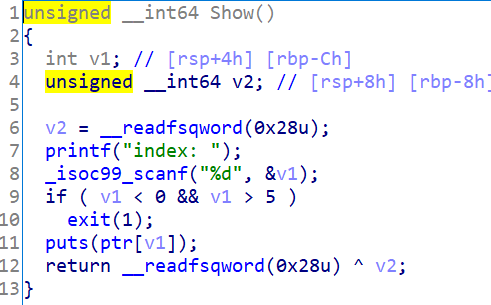 1 unsigned __int64 Show()
2 {
3   int v1; // [rsp+4h] [rbp-Ch]
4   unsigned __int64 v2; // [rsp+8h] [rbp-8h]
5
6   v2 = __readfsqword(0x28u);
7   printf("index: ");
8   _isoc99_scanf("%d", &v1);
9   if ( v1 < 0 && v1 > 5 )
10     exit(1);
11   puts(ptr[v1]);
12   return __readfsqword(0x28u) ^ v2;
13 }